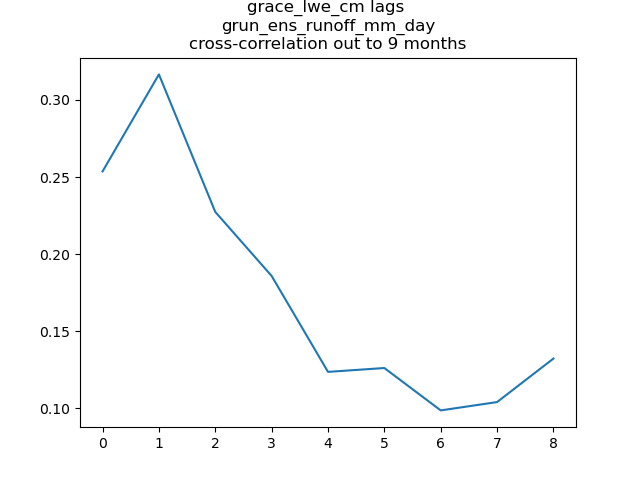 grace_lwe_cm lags
grun_ens_runoff_mm_day
cross-correlation out to 9 months
0.30
0.25
0.20
0.15
0.10
0 1 2 3 4 5 6 7 8